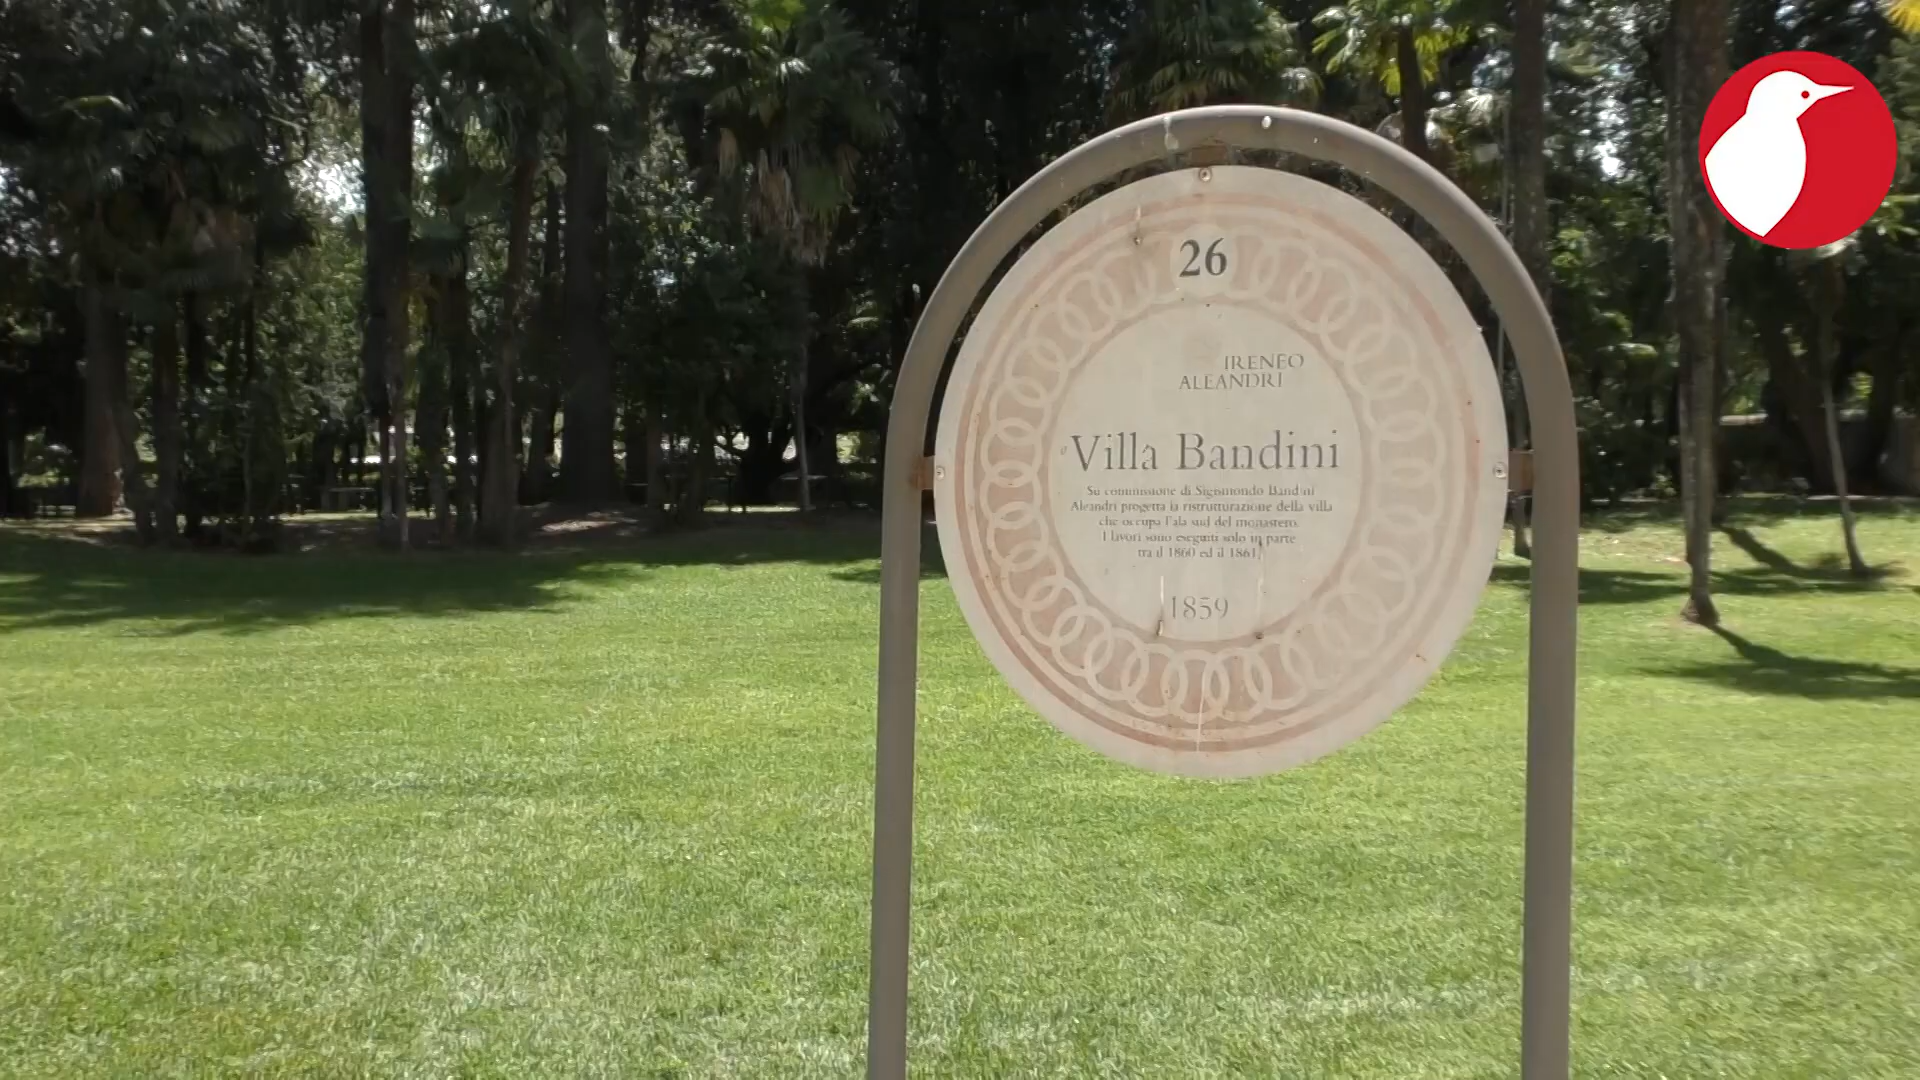 26
IRENEO
ALEANDRI
Villa Bandini
Su commissione di Sigismondo Bandini
Aleandri progetta la ristrutturazione della villa
che occupa l'ala sud del monastero.
I lavori sono eseguiti solo in parte
tra il 1860 ed il 1861.
1859